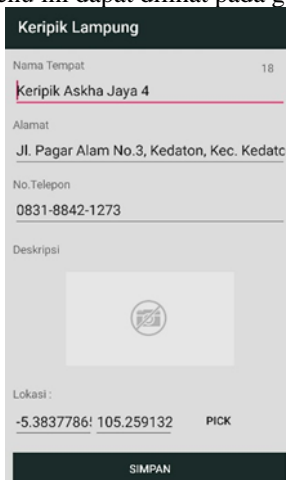 Keripik Lampung
Nama Tempat
18
Keripik Askha Jaya 4
Alamat
Jl. Pagar Alam No.3, Kedaton, Kec. Kedatc
No.Telepon
0831-8842-1273
Deskripsi
Lokasi :
-5.3837786 105.259132 PICK
SIMPAN